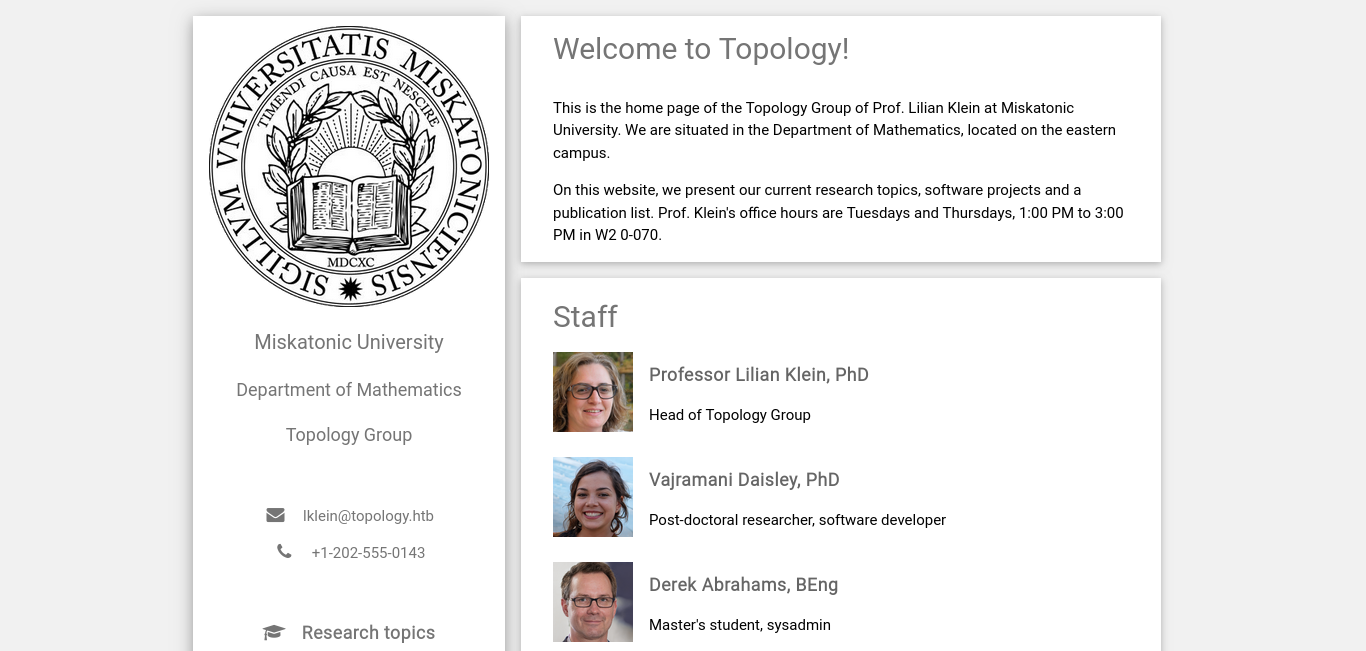 SIGILLVM VNIVERSITATIS MISKATONICIENSIS
TIMENDI CAUSA EST NESCIRE
MDCXC
Miskatonic University
Department of Mathematics
Topology Group
lklein@topology.htb
+1-202-555-0143
Research topics
Welcome to Topology!
This is the home page of the Topology Group of Prof. Lilian Klein at Miskatonic
University. We are situated in the Department of Mathematics, located on the eastern
campus.
On this website, we present our current research topics, software projects and a
publication list. Prof. Klein's office hours are Tuesdays and Thursdays, 1:00 PM to 3:00
PM in W2 0-070.
Staff
Professor Lilian Klein, PhD
Head of Topology Group
Vajramani Daisley, PhD
Post-doctoral researcher, software developer
Derek Abrahams, BEng
Master's student, sysadmin